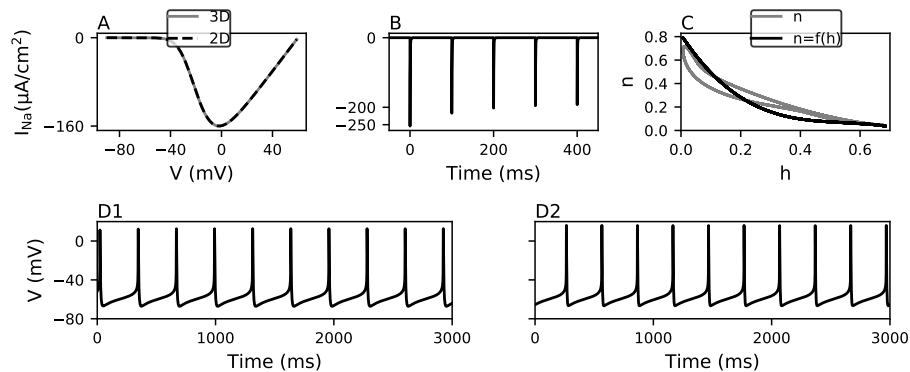 A
3D
2D
I_Na(μA/cm²)
0
−160
−80
−40
0
40
V (mV)
B
0
−200
−250
0
200
400
Time (ms)
C
n
n=f(h)
n
0.8
0.6
0.4
0.2
0.0
0.0
0.2
0.4
0.6
h
D1
V (mV)
0
−40
−80
0
1000
2000
3000
Time (ms)
D2
0
1000
2000
3000
Time (ms)